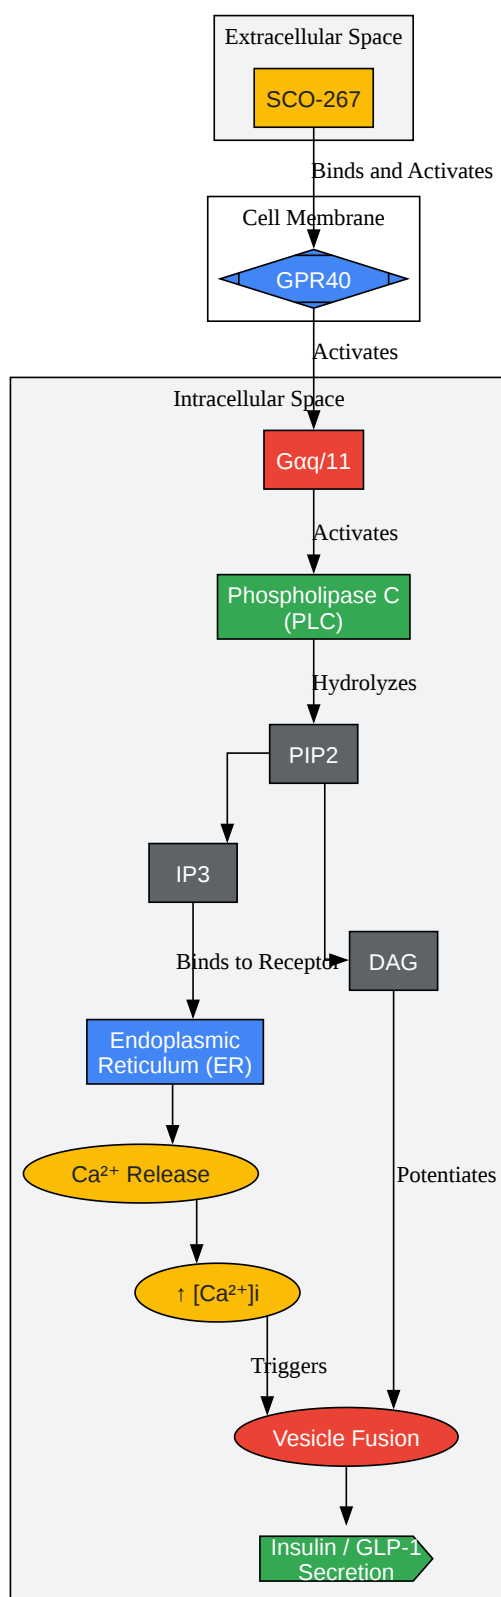 Extracellular Space
SCO-267
Binds and Activates
Cell Membrane
GPR40
Activates
Intracellular Space
Gαq/11
Activates
Phospholipase C
(PLC)
Hydrolyzes
PIP2
IP3
Binds to Receptor
DAG
Endoplasmic
Reticulum (ER)
Ca²⁺ Release
Potentiates
↑ [Ca²⁺]i
Triggers
Vesicle Fusion
Insulin / GLP-1
Secretion